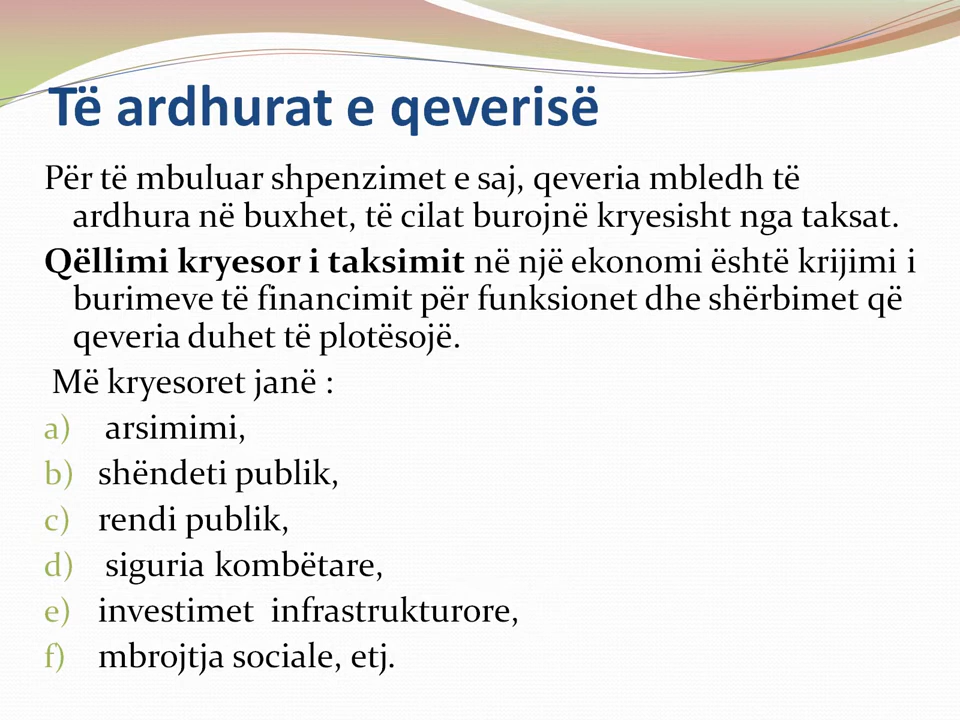 Të ardhurat e qeverisë
Për të mbuluar shpenzimet e saj, qeveria mbledh të
ardhura në buxhet, të cilat burojnë kryesisht nga taksat.
Qëllimi kryesor i taksimit në një ekonomi është krijimi i
burimeve të financimit për funksionet dhe shërbimet që
qeveria duhet të plotësojë.
Më kryesoret janë :
a) arsimimi,
b) shëndeti publik,
c) rendi publik,
d) siguria kombëtare,
e) investimet infrastrukturore,
f) mbrojtja sociale, etj.